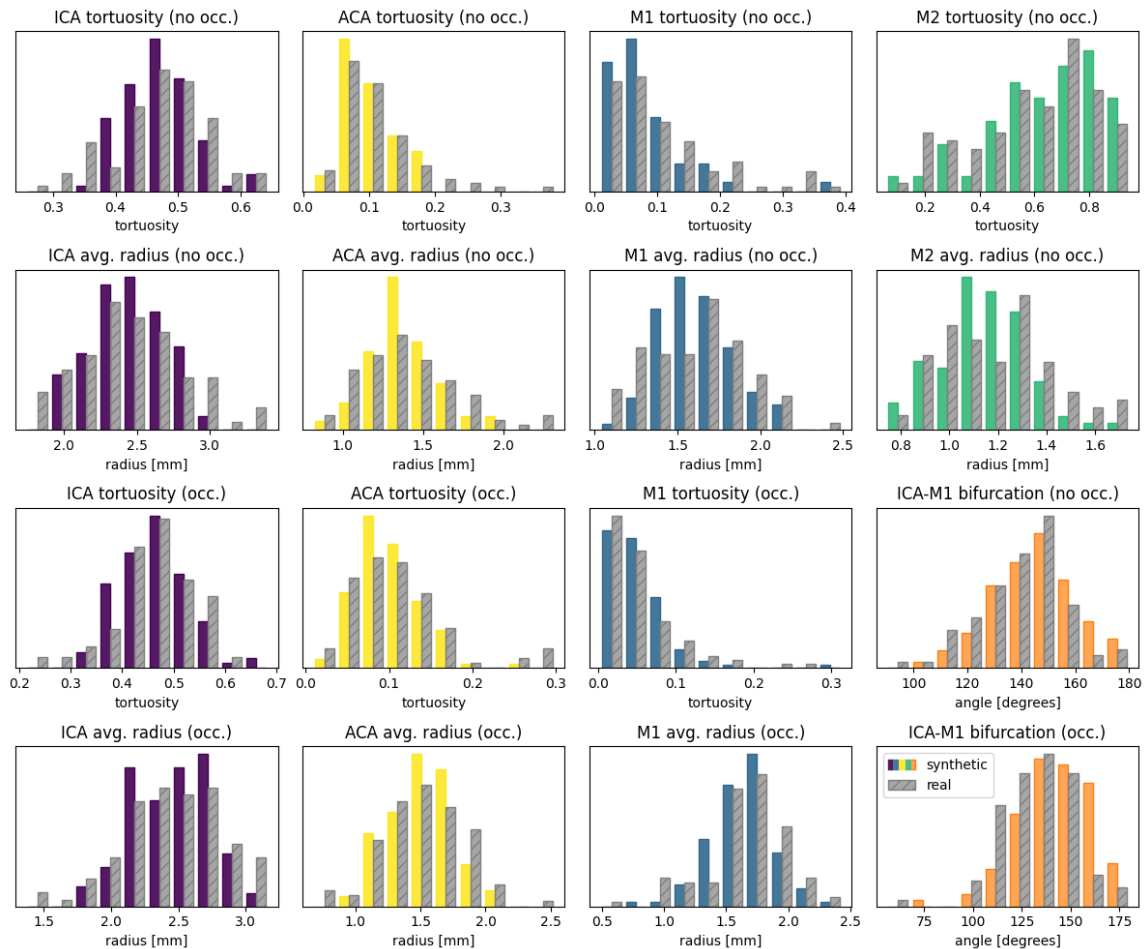 ICA tortuosity (no occ.)
ACA tortuosity (no occ.)
M1 tortuosity (no occ.)
M2 tortuosity (no occ.)
0.3 0.4 0.5 0.6
0.0 0.1 0.2 0.3
0.0 0.1 0.2 0.3 0.4
0.2 0.4 0.6 0.8
tortuosity
tortuosity
tortuosity
tortuosity
ICA avg. radius (no occ.)
ACA avg. radius (no occ.)
M1 avg. radius (no occ.)
M2 avg. radius (no occ.)
2.0 2.5 3.0
1.0 1.5 2.0
1.0 1.5 2.0 2.5
0.8 1.0 1.2 1.4 1.6
radius [mm]
radius [mm]
radius [mm]
radius [mm]
ICA tortuosity (occ.)
ACA tortuosity (occ.)
M1 tortuosity (occ.)
ICA-M1 bifurcation (no occ.)
0.2 0.3 0.4 0.5 0.6 0.7
0.0 0.1 0.2 0.3
0.0 0.1 0.2 0.3
100 120 140 160 180
tortuosity
tortuosity
tortuosity
angle [degrees]
ICA avg. radius (occ.)
ACA avg. radius (occ.)
M1 avg. radius (occ.)
ICA-M1 bifurcation (occ.)
synthetic
real
1.5 2.0 2.5 3.0
1.0 1.5 2.0 2.5
0.5 1.0 1.5 2.0 2.5
75 100 125 150 175
radius [mm]
radius [mm]
radius [mm]
angle [degrees]